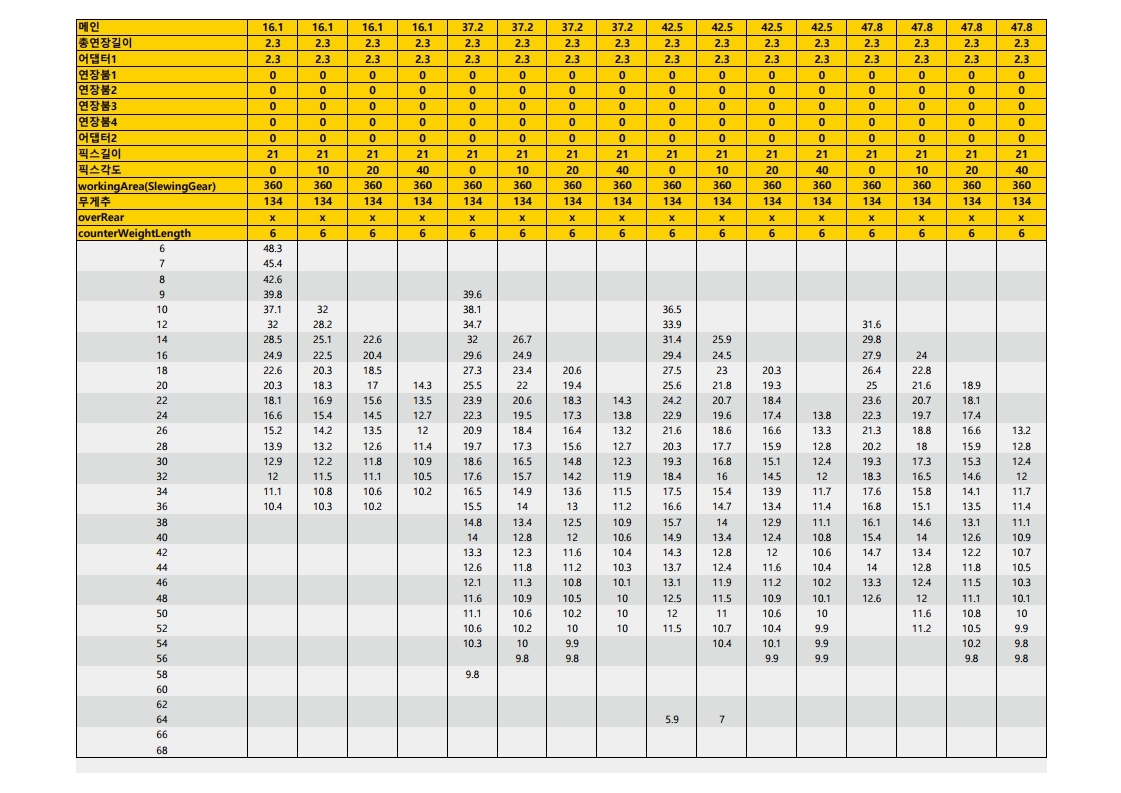 메인 16.1 16.1 16.1 16.1 37.2 37.2 37.2 37.2 42.5 42.5 42.5 42.5 47.8 47.8 47.8 47.8
총연장길이 2.3 2.3 2.3 2.3 2.3 2.3 2.3 2.3 2.3 2.3 2.3 2.3 2.3 2.3 2.3 2.3
어댑터1 2.3 2.3 2.3 2.3 2.3 2.3 2.3 2.3 2.3 2.3 2.3 2.3 2.3 2.3 2.3 2.3
연장붐1 0 0 0 0 0 0 0 0 0 0 0 0 0 0 0 0
연장붐2 0 0 0 0 0 0 0 0 0 0 0 0 0 0 0 0
연장붐3 0 0 0 0 0 0 0 0 0 0 0 0 0 0 0 0
연장붐4 0 0 0 0 0 0 0 0 0 0 0 0 0 0 0 0
어댑터2 0 0 0 0 0 0 0 0 0 0 0 0 0 0 0 0
픽스길이 21 21 21 21 21 21 21 21 21 21 21 21 21 21 21 21
픽스각도 0 10 20 40 0 10 20 40 0 10 20 40 0 10 20 40
workingArea(SlewingGear) 360 360 360 360 360 360 360 360 360 360 360 360 360 360 360 360
무게추 134 134 134 134 134 134 134 134 134 134 134 134 134 134 134 134
overRear x x x x x x x x x x x x x x x x
counterWeightLength 6 6 6 6 6 6 6 6 6 6 6 6 6 6 6 6
6 48.3
7 45.4
8 42.6
9 39.8 39.6
10 37.1 32 38.1 36.5
12 32 28.2 34.7 33.9 31.6
14 28.5 25.1 22.6 32 26.7 31.4 25.9 29.8
16 24.9 22.5 20.4 29.6 24.9 29.4 24.5 27.9 24
18 22.6 20.3 18.5 27.3 23.4 20.6 27.5 23 20.3 26.4 22.8
20 20.3 18.3 17 14.3 25.5 22 19.4 25.6 21.8 19.3 25 21.6 18.9
22 18.1 16.9 15.6 13.5 23.9 20.6 18.3 14.3 24.2 20.7 18.4 23.6 20.7 18.1
24 16.6 15.4 14.5 12.7 22.3 19.5 17.3 13.8 22.9 19.6 17.4 13.8 22.3 19.7 17.4
26 15.2 14.2 13.5 12 20.9 18.4 16.4 13.2 21.6 18.6 16.6 13.3 21.3 18.8 16.6 13.2
28 13.9 13.2 12.6 11.4 19.7 17.3 15.6 12.7 20.3 17.7 15.9 12.8 20.2 18 15.9 12.8
30 12.9 12.2 11.8 10.9 18.6 16.5 14.8 12.3 19.3 16.8 15.1 12.4 19.3 17.3 15.3 12.4
32 12 11.5 11.1 10.5 17.6 15.7 14.2 11.9 18.4 16 14.5 12 18.3 16.5 14.6 12
34 11.1 10.8 10.6 10.2 16.5 14.9 13.6 11.5 17.5 15.4 13.9 11.7 17.6 15.8 14.1 11.7
36 10.4 10.3 10.2 15.5 14 13 11.2 16.6 14.7 13.4 11.4 16.8 15.1 13.5 11.4
38 14.8 13.4 12.5 10.9 15.7 14 12.9 11.1 16.1 14.6 13.1 11.1
40 14 12.8 12 10.6 14.9 13.4 12.4 10.8 15.4 14 12.6 10.9
42 13.3 12.3 11.6 10.4 14.3 12.8 12 10.6 14.7 13.4 12.2 10.7
44 12.6 11.8 11.2 10.3 13.7 12.4 11.6 10.4 14 12.8 11.8 10.5
46 12.1 11.3 10.8 10.1 13.1 11.9 11.2 10.2 13.3 12.4 11.5 10.3
48 11.6 10.9 10.5 10 12.5 11.5 10.9 10.1 12.6 12 11.1 10.1
50 11.1 10.6 10.2 10 12 11 10.6 10 11.6 10.8 10
52 10.6 10.2 10 10 11.5 10.7 10.4 9.9 11.2 10.5 9.9
54 10.3 10 9.9 10.4 10.1 9.9 10.2 9.8
56 9.8 9.8 9.9 9.9 9.8 9.8
58 9.8
60
62
64 5.9 7
66
68